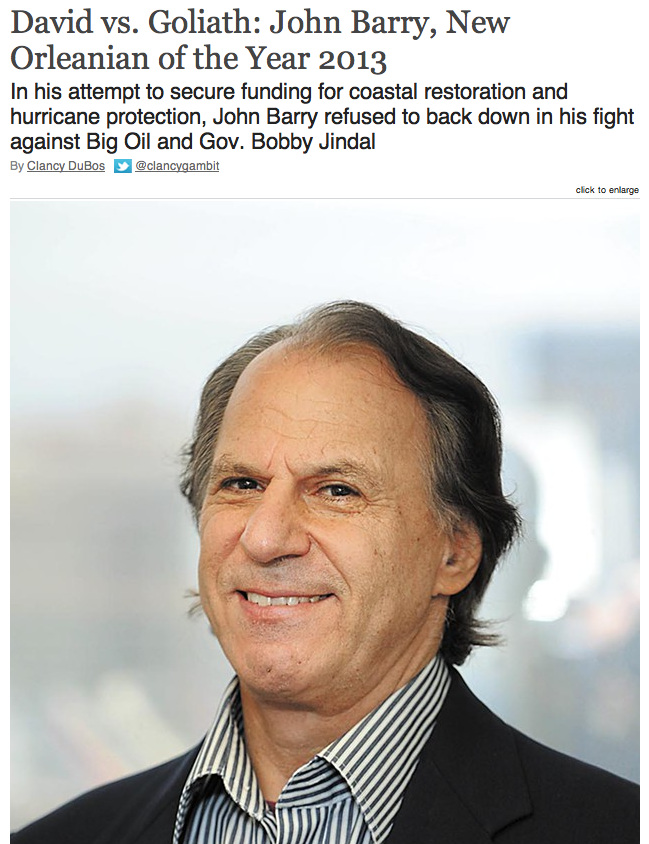 David vs. Goliath: John Barry, New
Orleanian of the Year 2013
In his attempt to secure funding for coastal restoration and
hurricane protection, John Barry refused to back down in his fight
against Big Oil and Gov. Bobby Jindal
By Clancy DuBos @clancygambit
click to enlarge